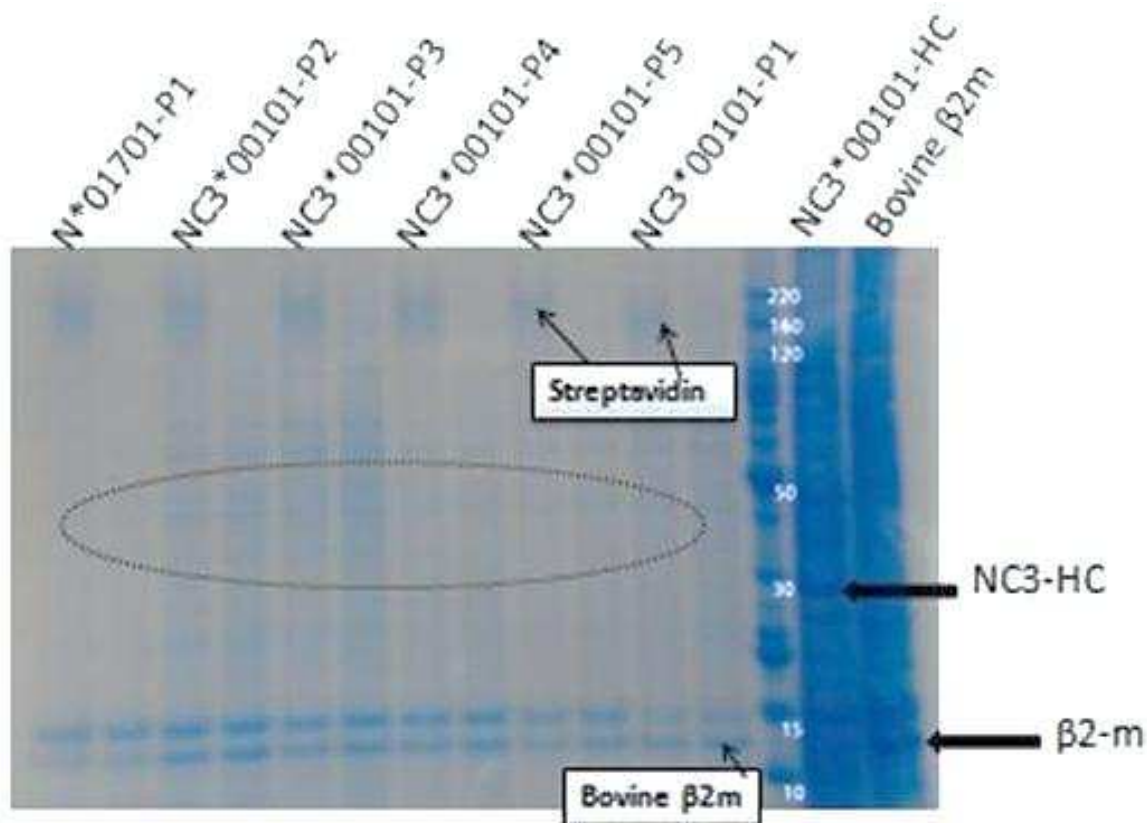 N*01701-P1
NC3*00101-P2
NC3*00101-P3
NC3*00101-P4
NC3*00101-P5
NC3*00101-P1
NC3*00101-HC
Bovine β2m
220
160
120
Streptavidin
50
30
NC3-HC
15
β2-m
Bovine β2m
10